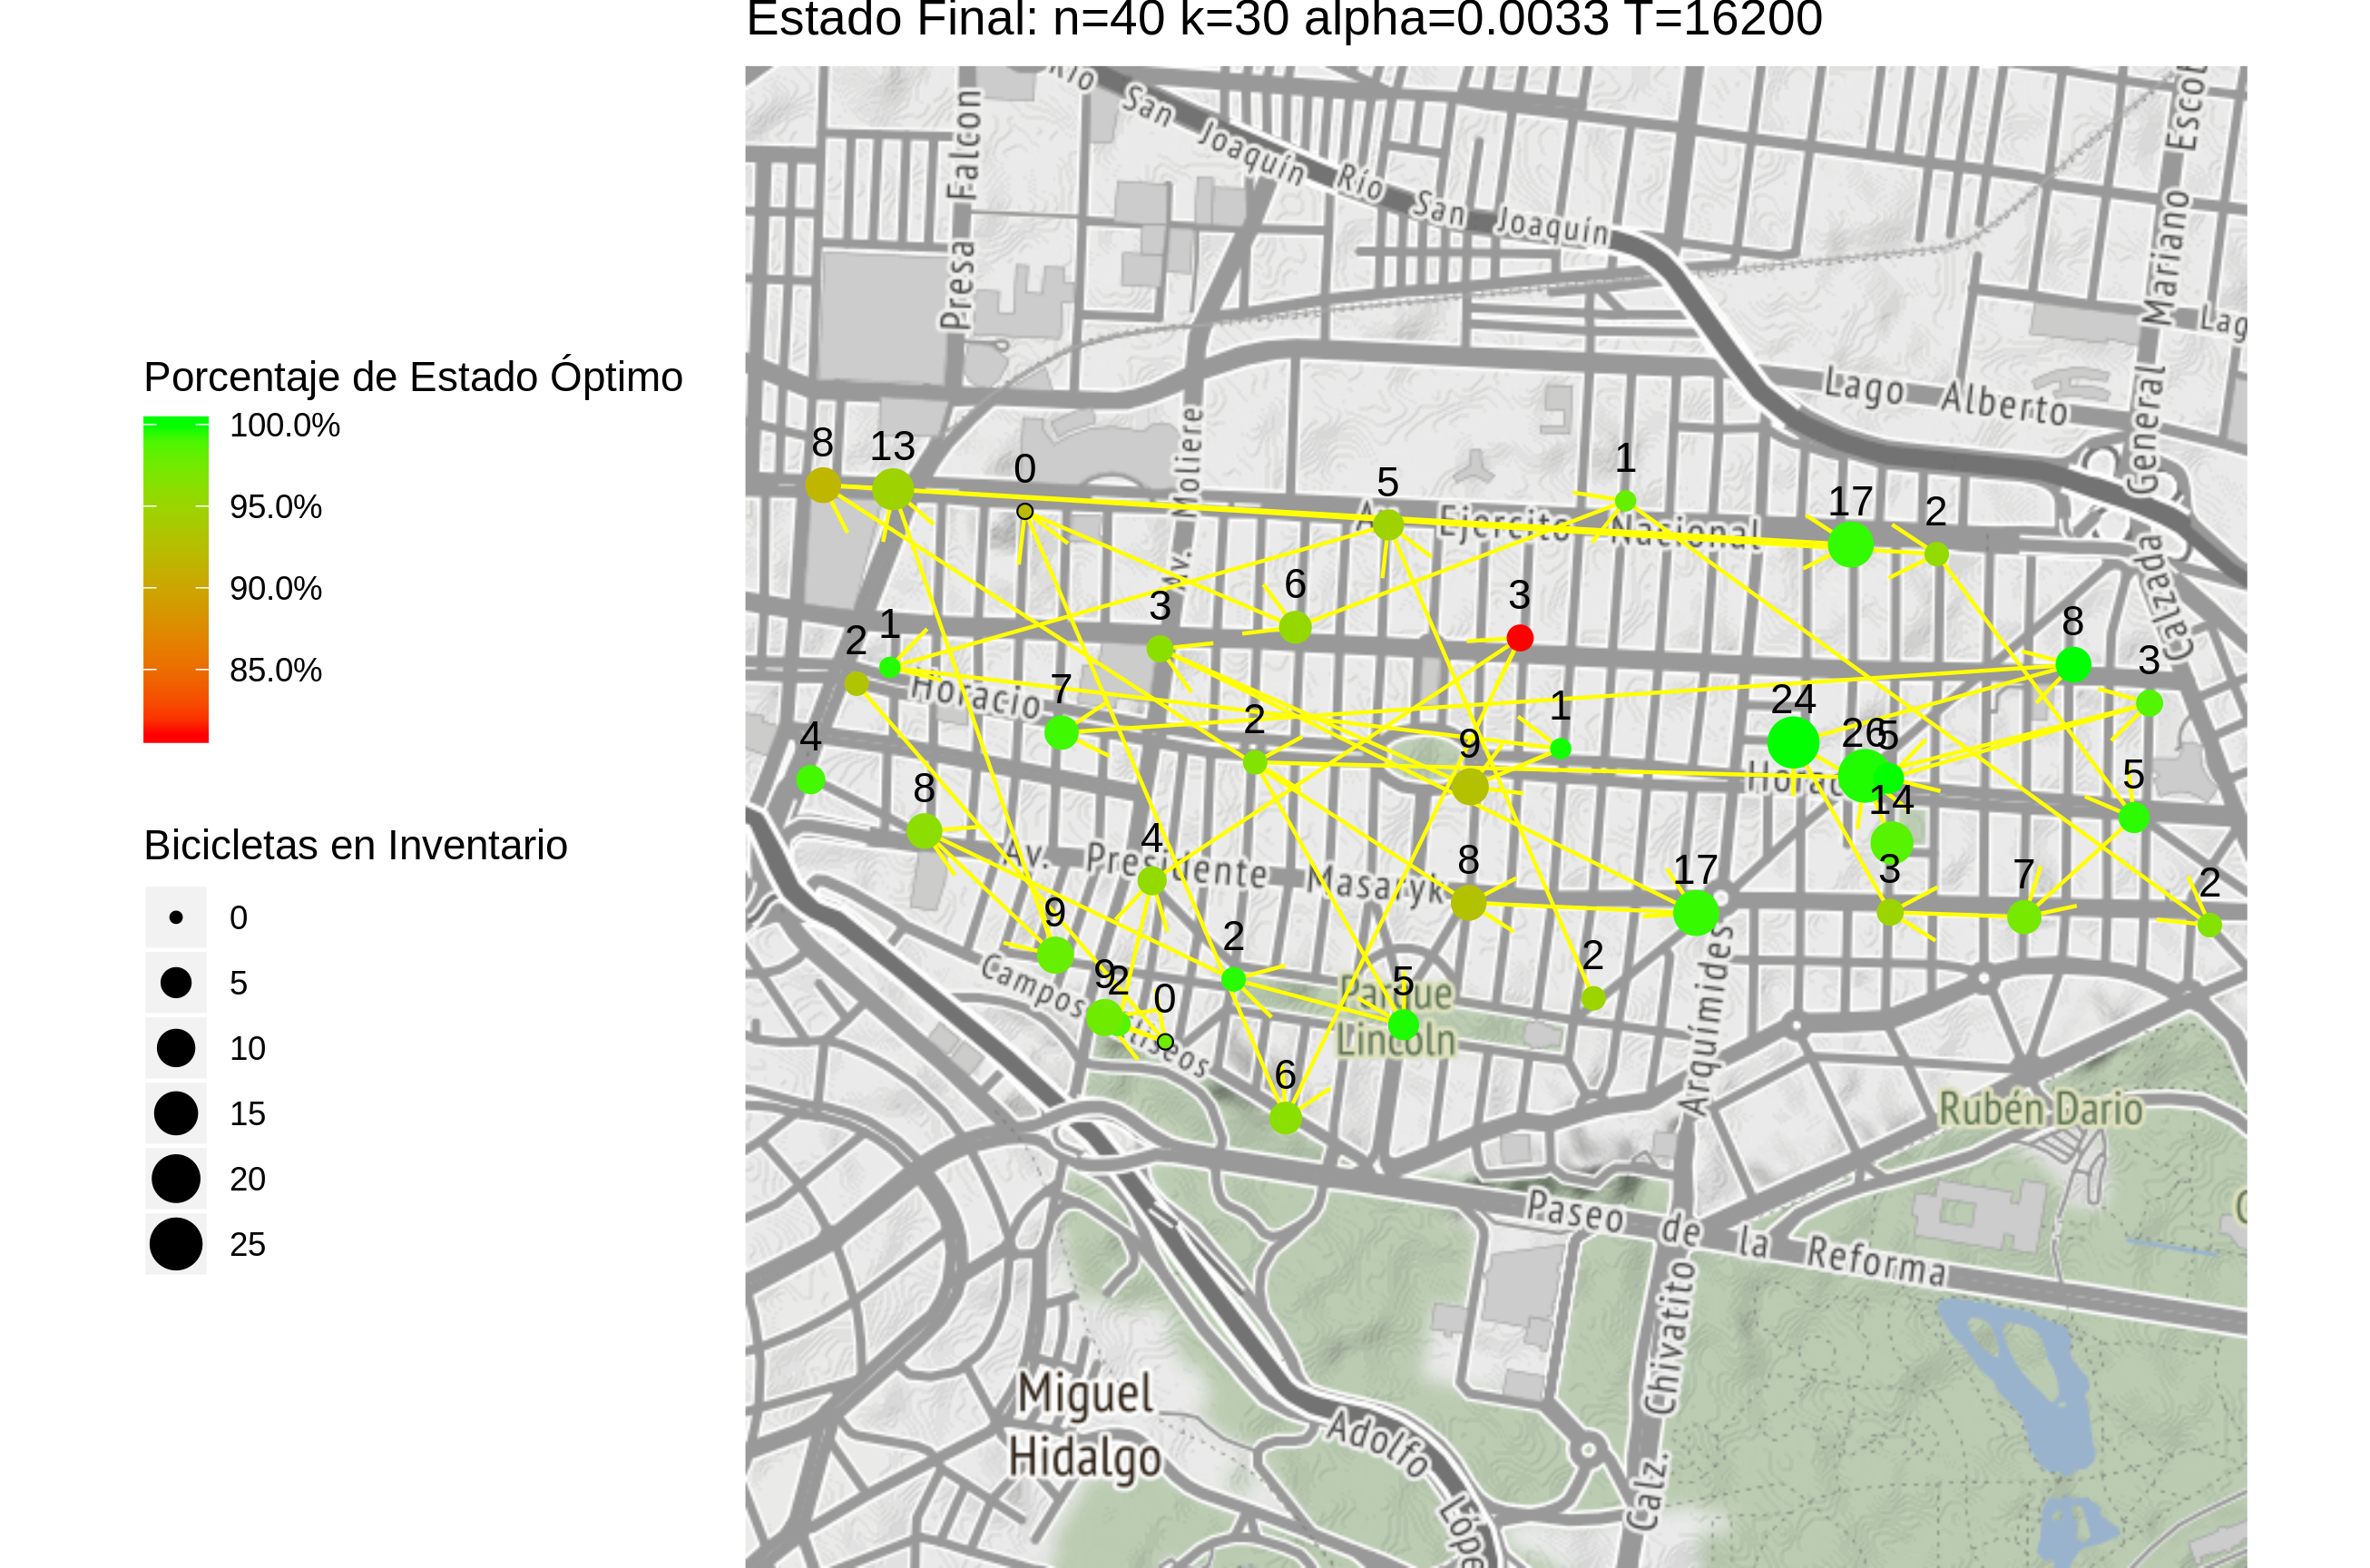 Estado Final: n=40 k=30 alpha=0.0033 T=16200
Porcentaje de Estado Óptimo
100.0%
95.0%
90.0%
85.0%
Bicicletas en Inventario
0
5
10
15
20
25
Río San Joaquín Río San Joaquín
Presa Falcon
General Mariano Escob
Lag
Lago Alberto
Av. Moliere
Ejercito Nacional
Calzada
8
13
0
5
1
17
2
6
3
3
8
3
2
1
7
2
1
24
26
5
9
4
8
5
14
4
8
17
3
7
2
9
2
2
9
2
0
5
6
Horacio
Horac
Av. Presidente Masaryk
Campos Eliseos
Parque
Lincoln
Arquímides
Rubén Dario
Paseo de la Reforma
Calz. Chivatito
Miguel
Hidalgo
Adolfo Lópe